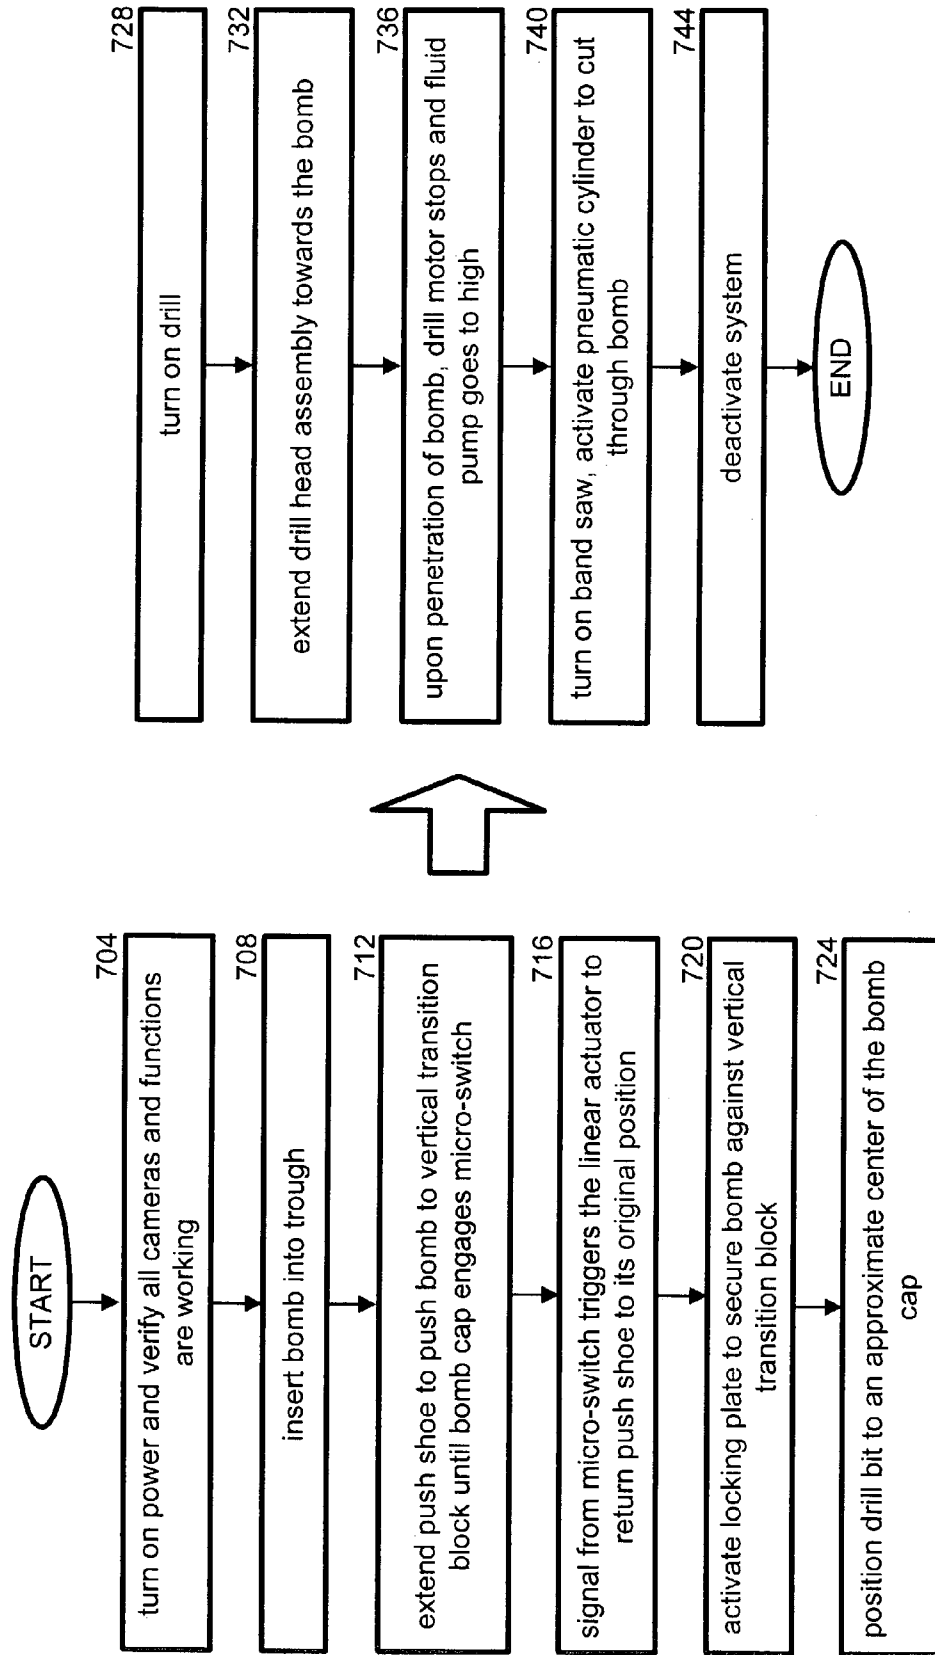 START
704
turn on power and verify all cameras and functions
are working
708
insert bomb into trough
712
extend push shoe to push bomb to vertical transition
block until bomb cap engages micro-switch
716
signal from micro-switch triggers the linear actuator to
return push shoe to its original position
720
activate locking plate to secure bomb against vertical
transition block
724
position drill bit to an approximate center of the bomb
cap
728
turn on drill
732
extend drill head assembly towards the bomb
736
upon penetration of bomb, drill motor stops and fluid
pump goes to high
740
turn on band saw, activate pneumatic cylinder to cut
through bomb
744
deactivate system
END